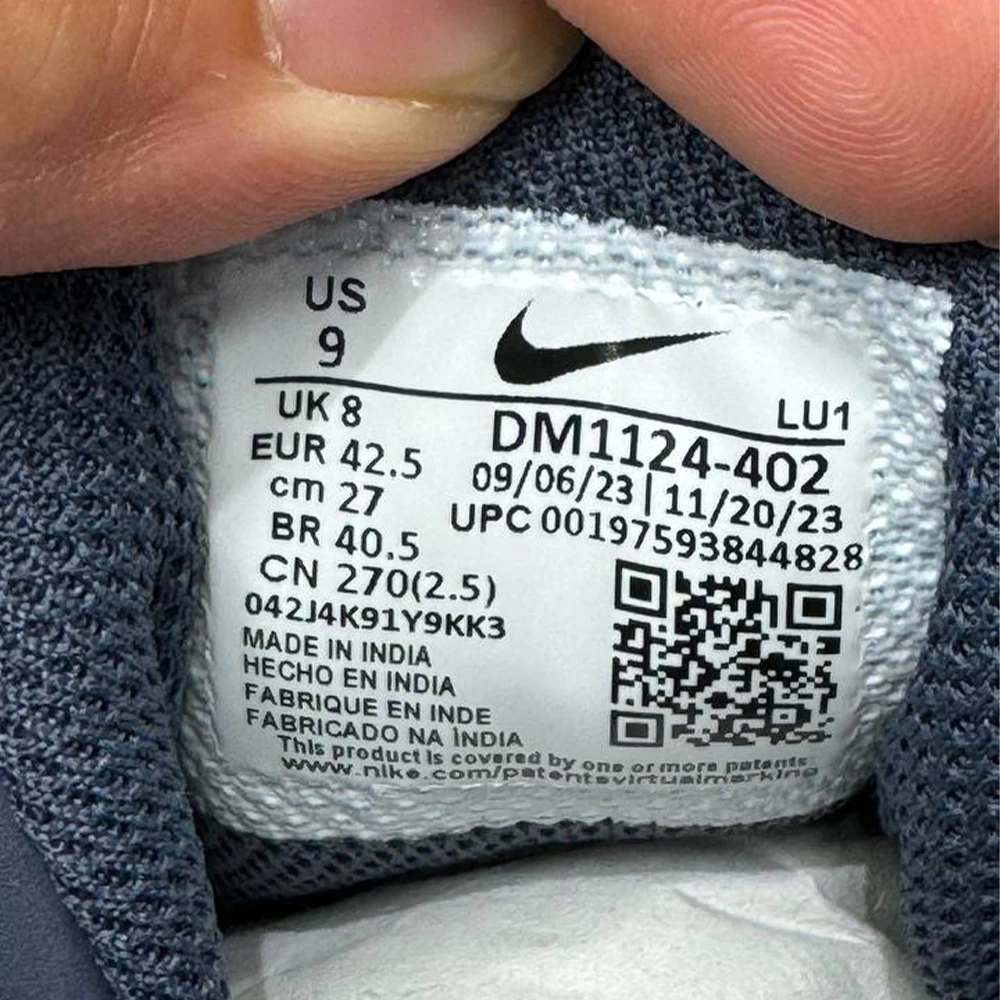 US
9
LU1
UK 8
EUR 42.5
cm 27
BR 40.5
CN 270(2.5)
DM1124-402
09/06/23 | 11/20/23
UPC 00197593844828
042J4K91Y9KK3
MADE IN INDIA
HECHO EN INDIA
FABRIQUE EN INDE
FABRICADO NA ÌNDIA
This product is covered by one or more patents:
www.nike.com/patentsvirtualmarking